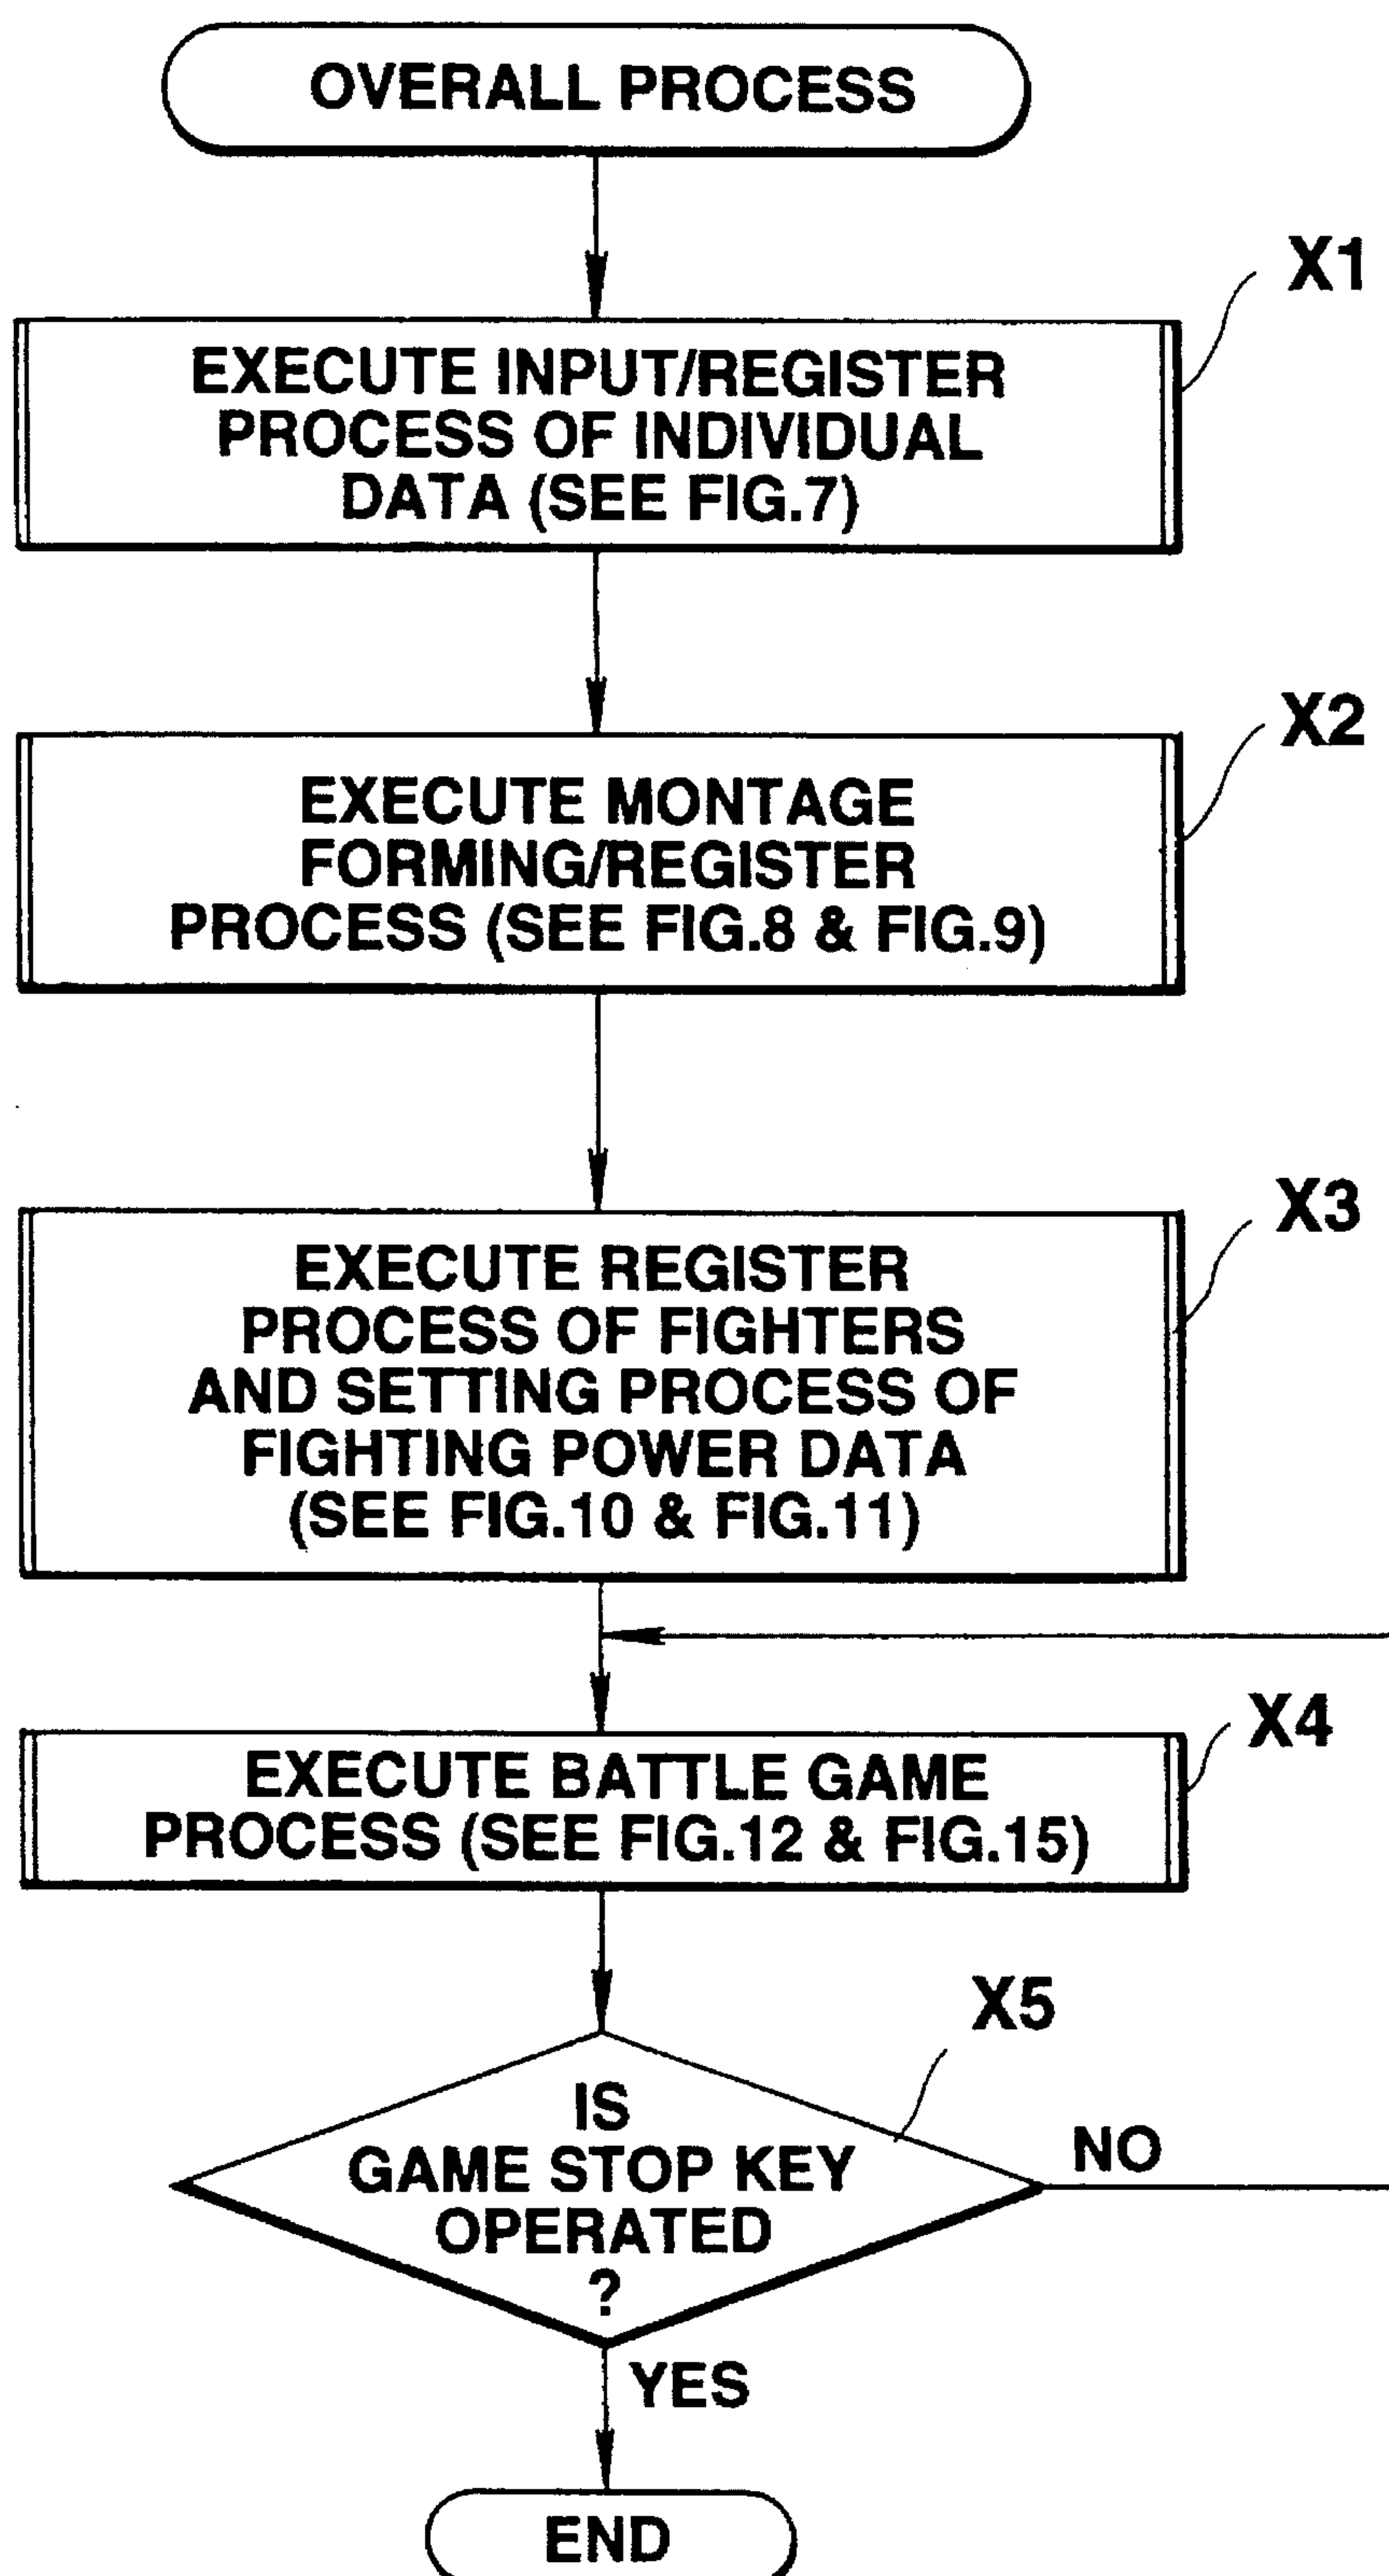 OVERALL PROCESS
X1
EXECUTE INPUT/REGISTER
PROCESS OF INDIVIDUAL
DATA (SEE FIG.7)
X2
EXECUTE MONTAGE
FORMING/REGISTER
PROCESS (SEE FIG.8 & FIG.9)
X3
EXECUTE REGISTER
PROCESS OF FIGHTERS
AND SETTING PROCESS OF
FIGHTING POWER DATA
(SEE FIG.10 & FIG.11)
X4
EXECUTE BATTLE GAME
PROCESS (SEE FIG.12 & FIG.15)
X5
IS
GAME STOP KEY
OPERATED
?
NO
YES
END